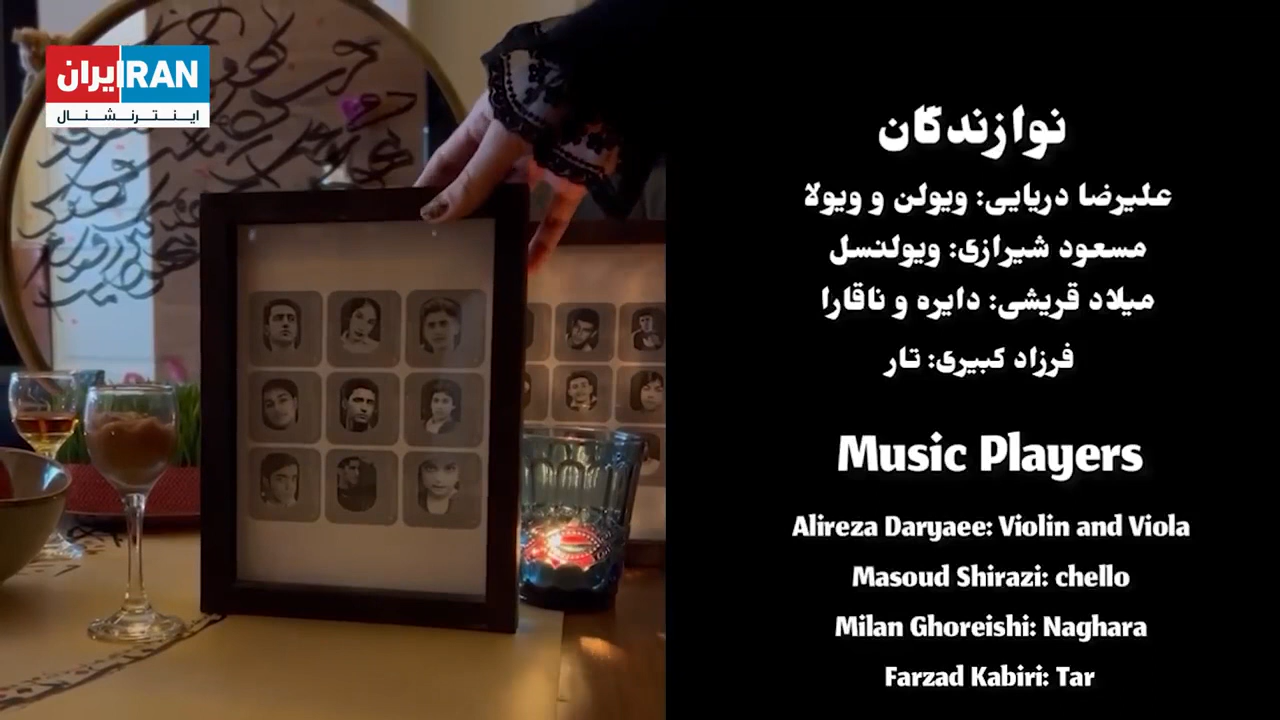 ایران IRAN
اینترنشنال
نوازندگان
علیرضا دریایی: ویولن و ویولا
مسعود شیرازی: ویولنسل
میلاد قریشی: دایره و ناقارا
فرزاد کبیری: تار
Music Players
Alireza Daryaee: Violin and Viola
Masoud Shirazi: chello
Milan Ghoreishi: Naghara
Farzad Kabiri: Tar